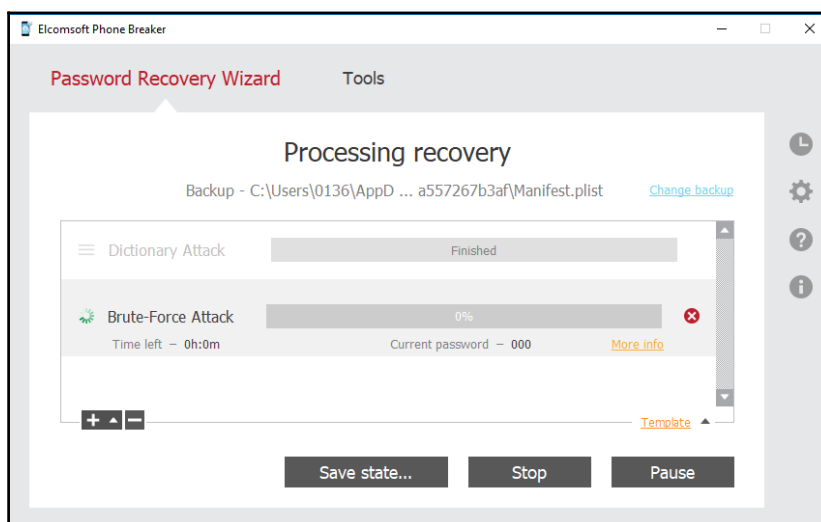 Elcomsoft Phone Breaker
Password Recovery Wizard Tools
Processing recovery
Backup - C:\Users\0136\AppD ... a557267b3af\Manifest.plist Change backup
Dictionary Attack Finished
Brute-Force Attack 0%
Time left – 0h:0m Current password – 000 More info
Template
Save state... Stop Pause